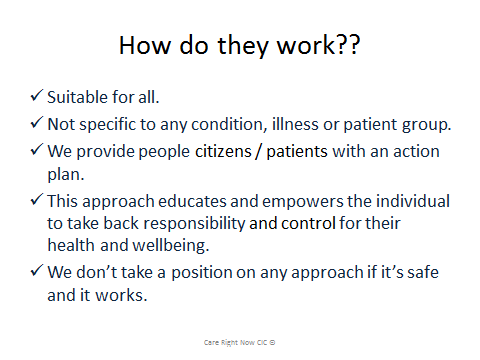 How do they work??
✓ Suitable for all.
✓ Not specific to any condition, illness or patient group.
✓ We provide people citizens / patients with an action
plan.
✓ This approach educates and empowers the individual
to take back responsibility and control for their
health and wellbeing.
✓ We don't take a position on any approach if it's safe
and it works.
Care Right Now CIC ©